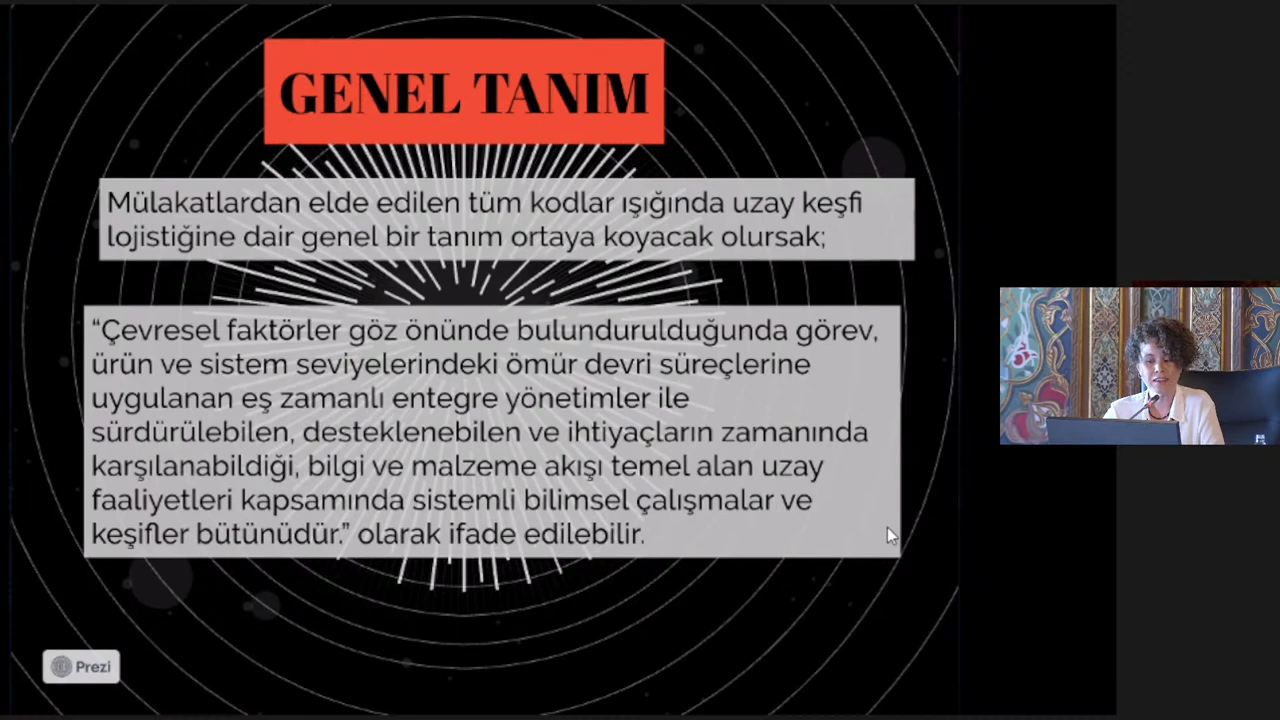 GENEL TANIM
Mülakatlardan elde edilen tüm kodlar ışığında uzay keşfi
lojistiğine dair genel bir tanım ortaya koyacak olursak;
“Çevresel faktörler göz önünde bulundurulduğunda görev,
ürün ve sistem seviyelerindeki ömür devri süreçlerine
uygulanan eş zamanlı entegre yönetimler ile
sürdürülebilen, desteklenebilen ve ihtiyaçların zamanında
karşılanabildiği, bilgi ve malzeme akışı temel alan uzay
faaliyetleri kapsamında sistemli bilimsel çalışmalar ve
keşifler bütünüdür.” olarak ifade edilebilir.
Prezi